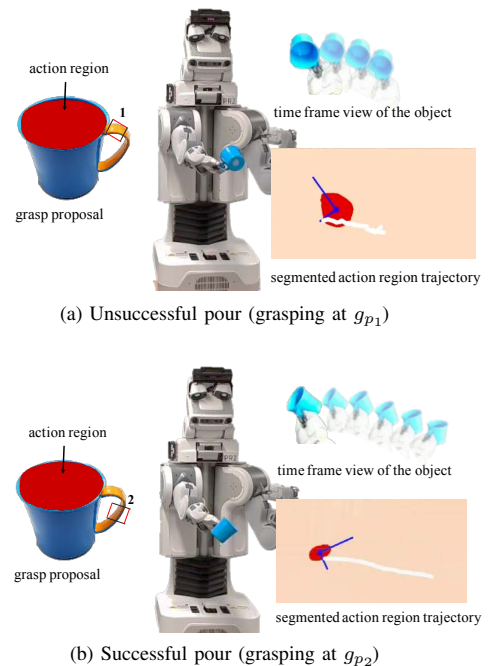 action region
1
grasp proposal
PR2
time frame view of the object
segmented action region trajectory
(a) Unsuccessful pour (grasping at g_{p_1})
action region
2
grasp proposal
PR2
time frame view of the object
segmented action region trajectory
(b) Successful pour (grasping at g_{p_2})